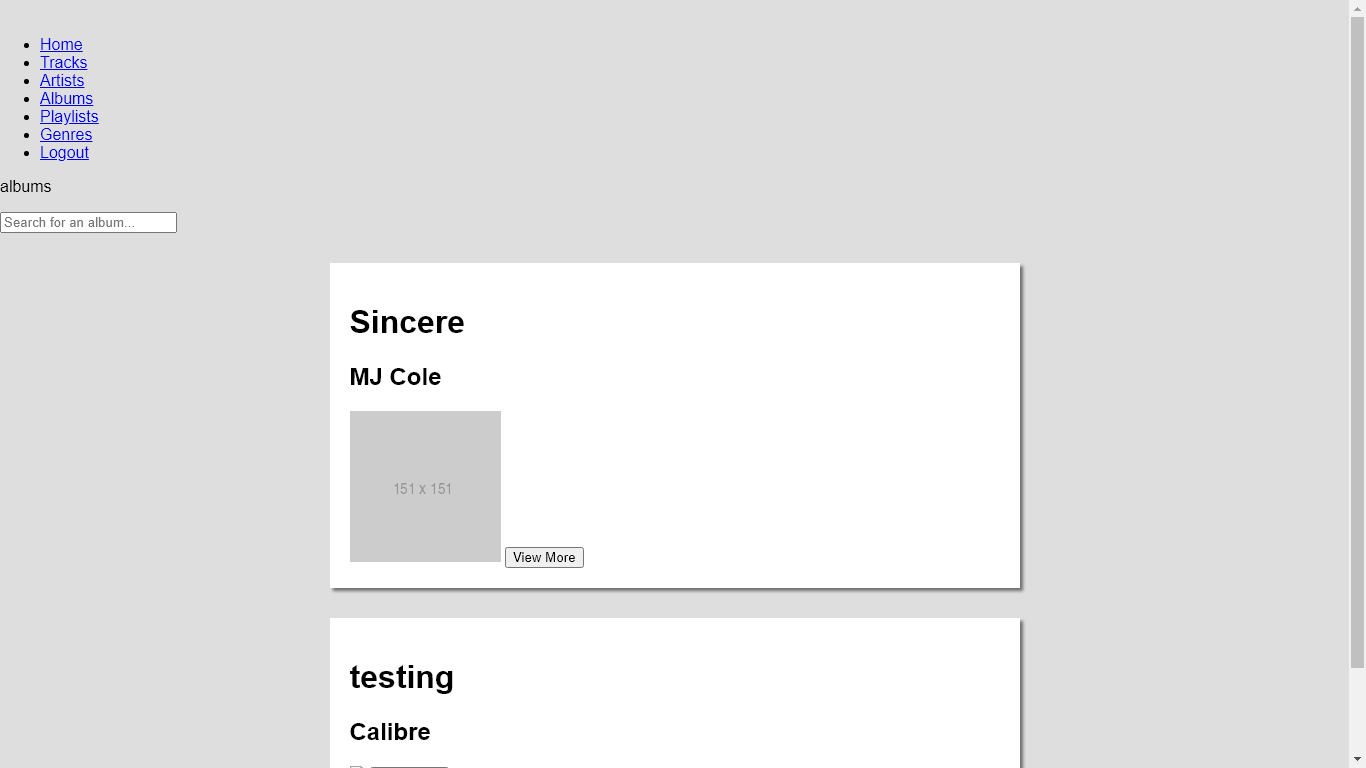 Home
Tracks
Artists
Albums
Playlists
Genres
Logout
albums
Search for an album...
Sincere
MJ Cole
151 x 151
View More
testing
Calibre